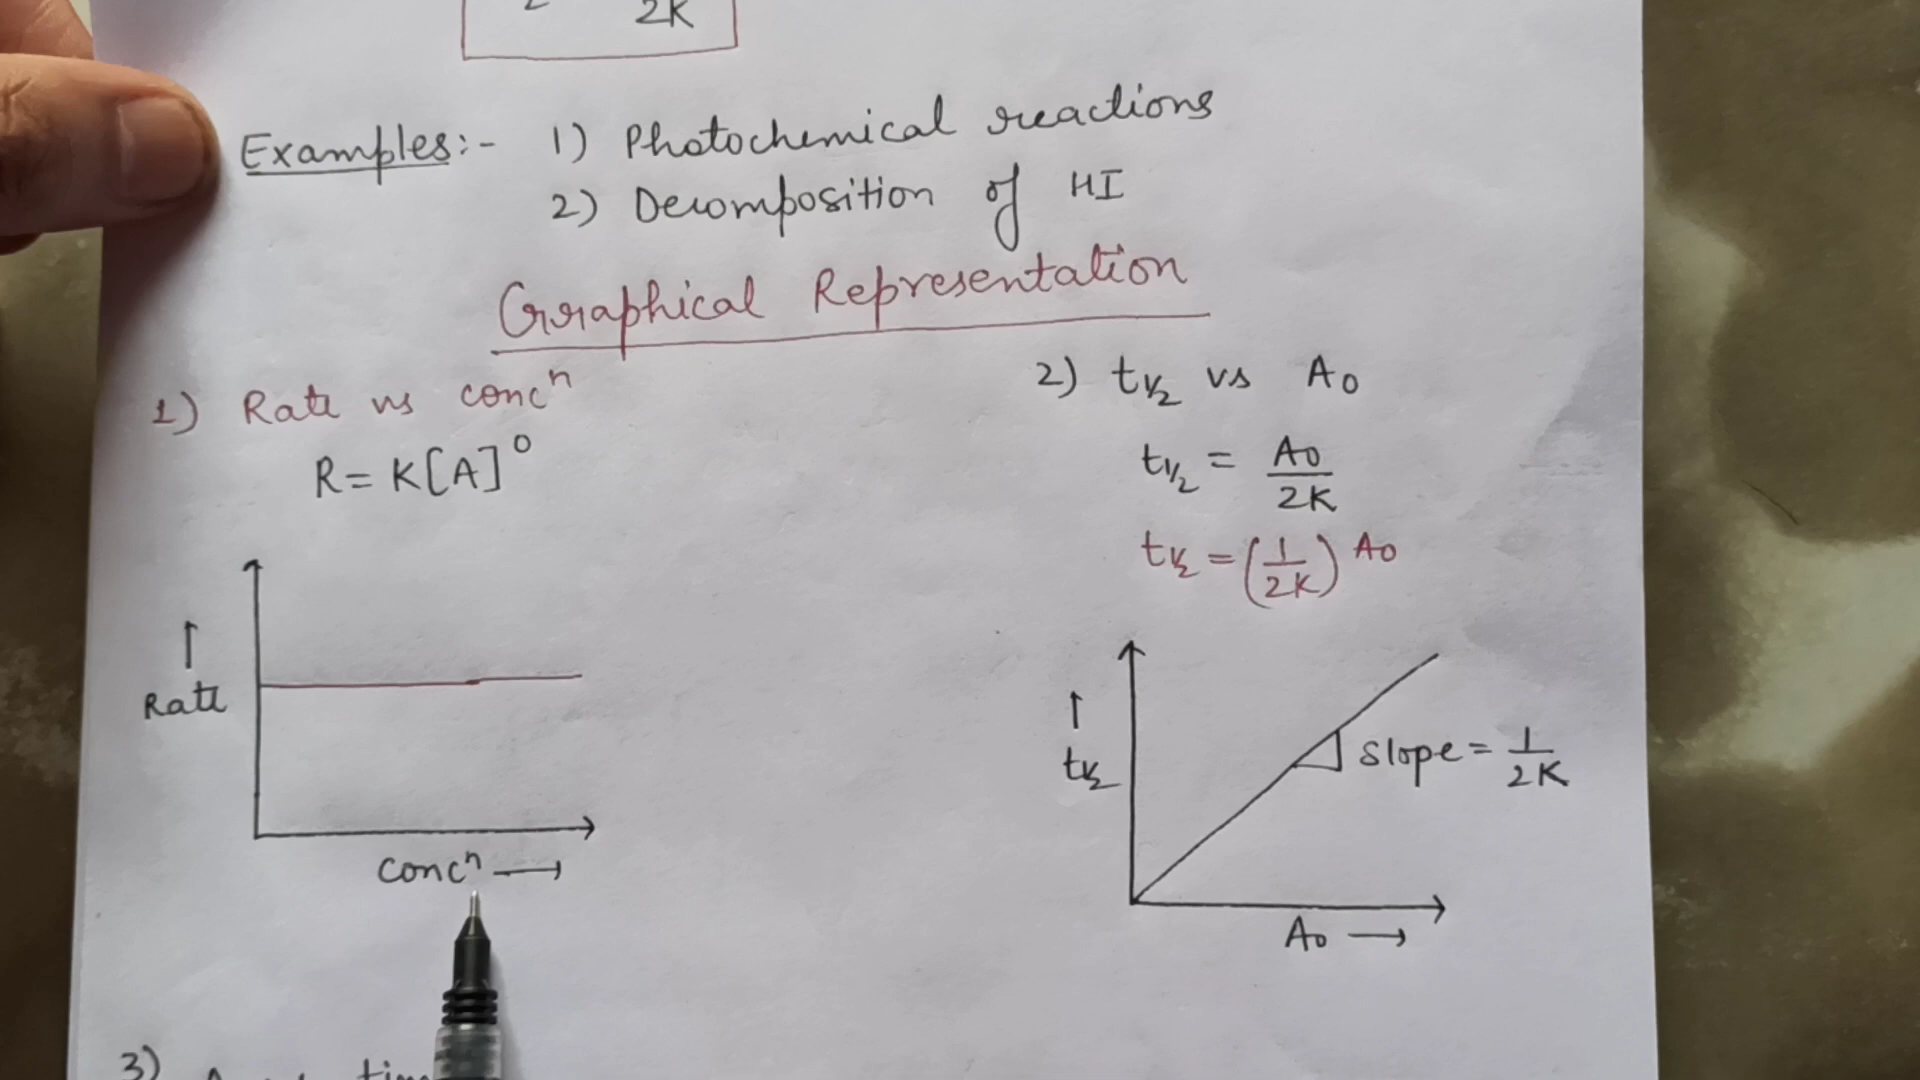 2K
Examples:- 1) Photochemical reactions
2) Decomposition of HI
Graphical Representation
1) Rate vs concⁿ
R = K[A]⁰
↑
Rate
concⁿ →
2) t½ vs A₀
t½ = A₀/2K
t½ = (1/2K) A₀
↑
t½
slope = 1/2K
A₀ →
3)